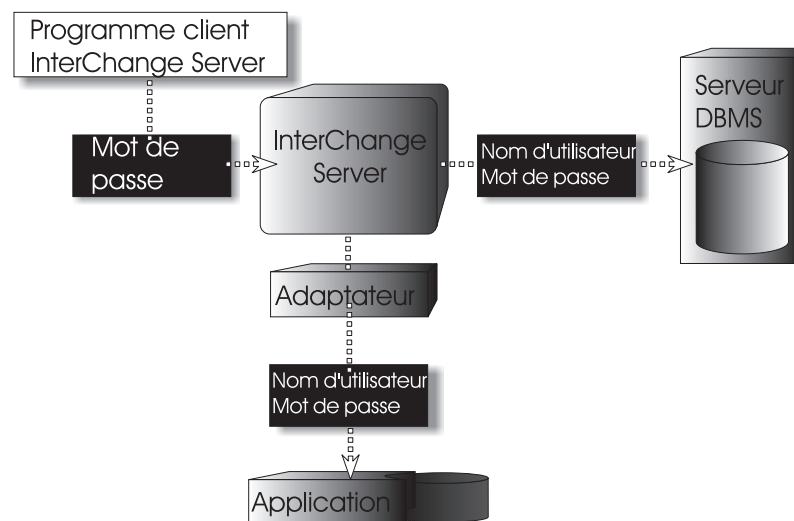 Programme client
InterChange Server
Mot de
passe
InterChange
Server
Nom d'utilisateur
Mot de passe
Serveur
DBMS
Adaptateur
Nom d'utilisateur
Mot de passe
Application